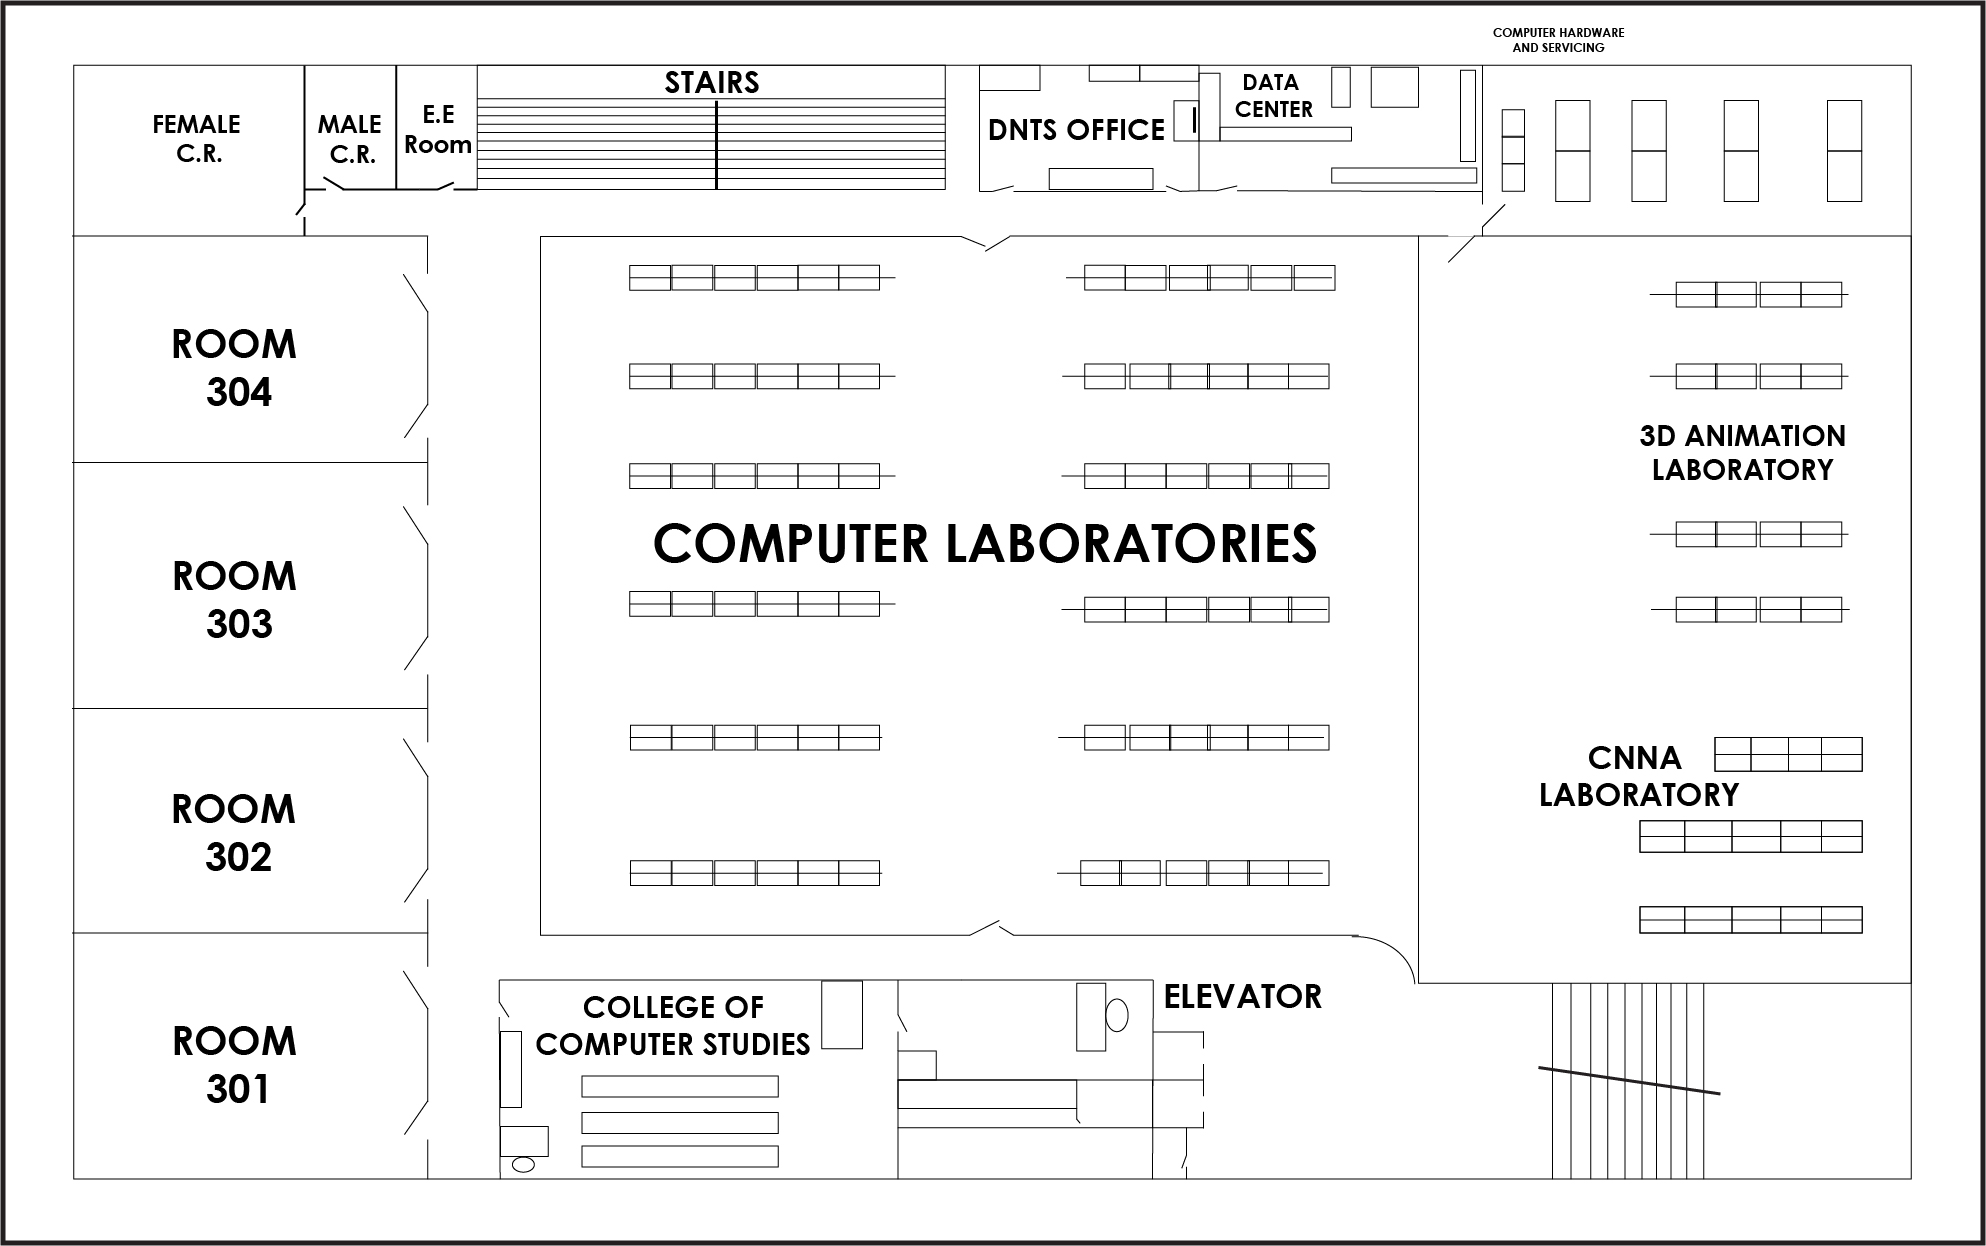 COMPUTER HARDWARE
AND SERVICING
STAIRS
FEMALE
C.R.
MALE
C.R.
E.E
Room
DNTS OFFICE
DATA
CENTER
ROOM
304
3D ANIMATION
LABORATORY
COMPUTER LABORATORIES
ROOM
303
CNNA
LABORATORY
ROOM
302
ELEVATOR
COLLEGE OF
COMPUTER STUDIES
ROOM
301